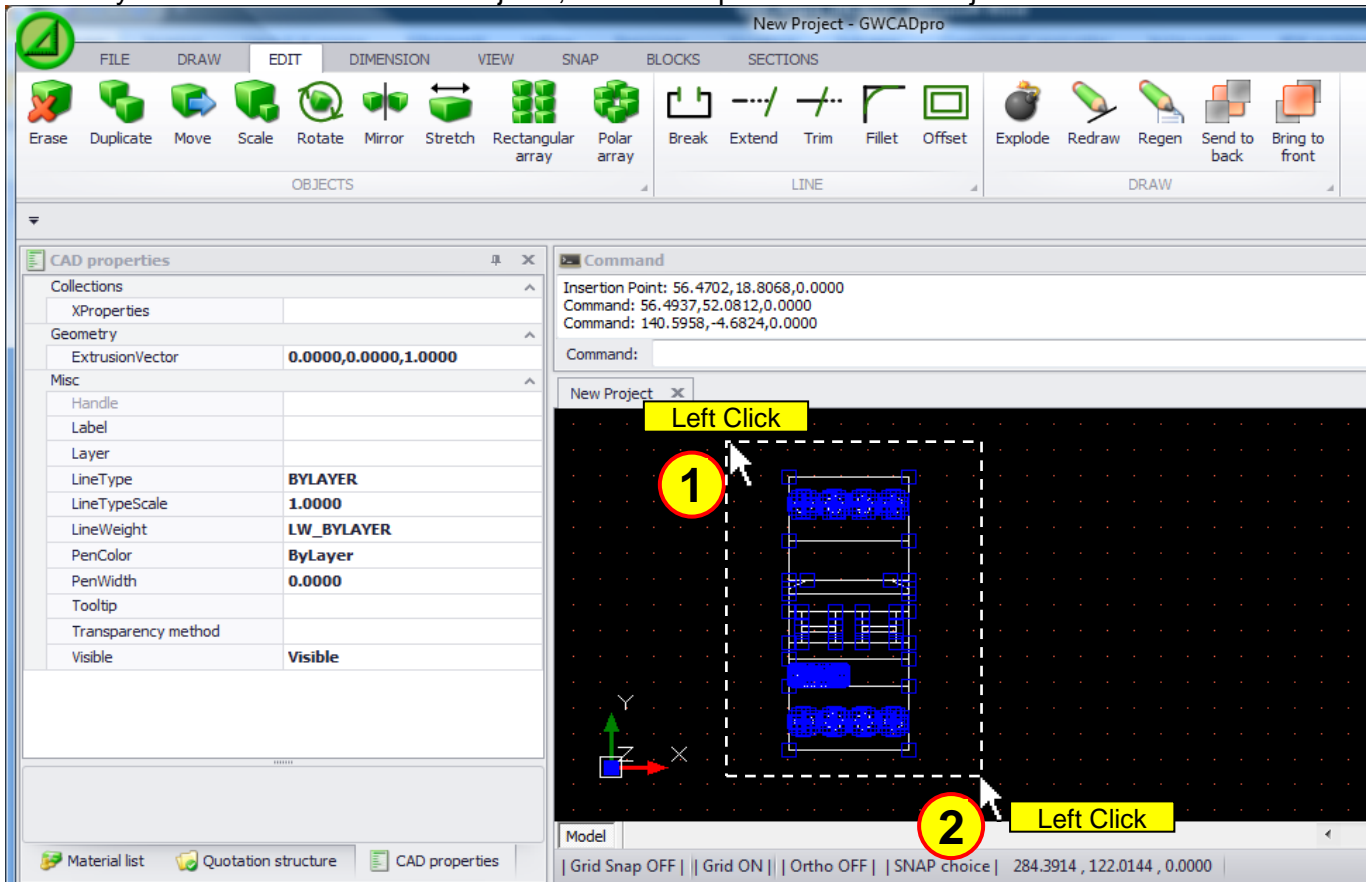 New Project - GWCADpro
FILE DRAW EDIT DIMENSION VIEW SNAP BLOCKS SECTIONS
Erase Duplicate Move Scale Rotate Mirror Stretch Rectangular array Polar array Break Extend Trim Fillet Offset Explode Redraw Regen Send to back Bring to front
OBJECTS LINE DRAW
CAD properties
Collections
XProperties
Geometry
ExtrusionVector 0.0000,0.0000,1.0000
Misc
Handle
Label
Layer
LineType BYLAYER
LineTypeScale 1.0000
LineWeight LW_BYLAYER
PenColor ByLayer
PenWidth 0.0000
Tooltip
Transparency method
Visible Visible
Material list Quotation structure CAD properties
Command
Insertion Point: 56.4702,18.8068,0.0000
Command: 56.4937,52.0812,0.0000
Command: 140.5958,-4.6824,0.0000
Command:
New Project
Left Click
1
Y
Z X
2 Left Click
Model
| Grid Snap OFF | | Grid ON | | Ortho OFF | | SNAP choice | 284.3914 , 122.0144 , 0.0000